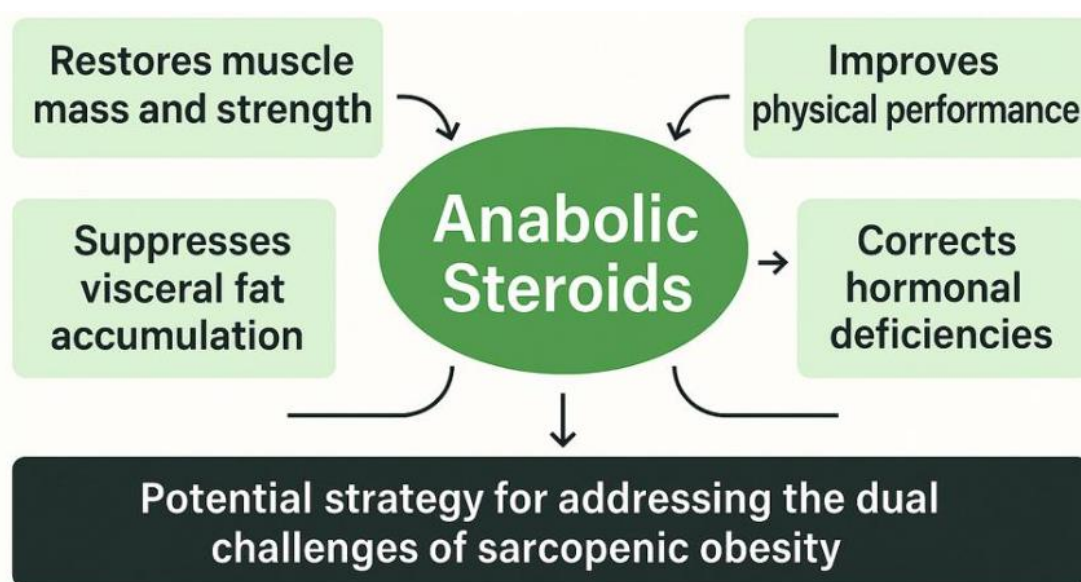 Restores muscle
mass and strength
Improves
physical performance
Anabolic
Steroids
Suppresses
visceral fat
accumulation
Corrects
hormonal
deficiencies
Potential strategy for addressing the dual
challenges of sarcopenic obesity